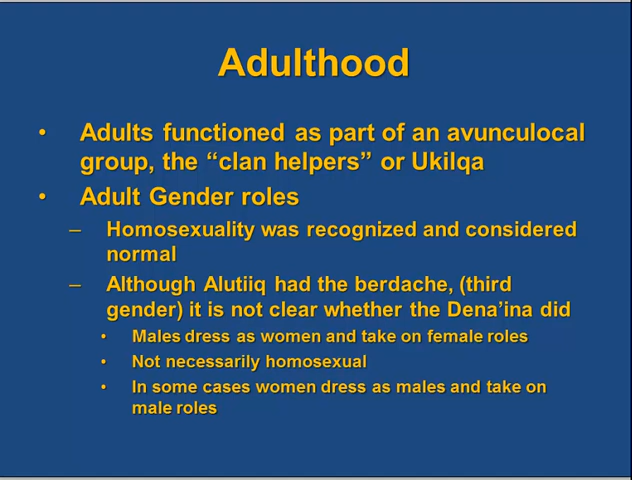 Adulthood
• Adults functioned as part of an avunculocal
group, the “clan helpers” or Ukilqa
• Adult Gender roles
– Homosexuality was recognized and considered
normal
– Although Alutiiq had the berdache, (third
gender) it is not clear whether the Dena’ina did
• Males dress as women and take on female roles
• Not necessarily homosexual
• In some cases women dress as males and take on
male roles